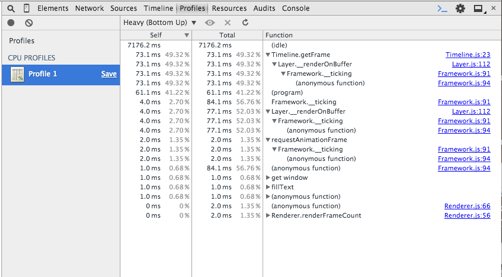 Elements Network Sources Timeline Profiles Resources Audits Console
Heavy (Bottom Up) ▼
Profiles
CPU PROFILES
Profile 1 Save
Self ▼ Total Function
7176.2 ms 7176.2 ms (idle)
73.1 ms 49.32 % 73.1 ms 49.32 % ▼Timeline.getFrame Timeline.js:23
73.1 ms 49.32 % 73.1 ms 49.32 % ▼Layer.__renderOnBuffer Layer.js:112
73.1 ms 49.32 % 73.1 ms 49.32 % ▼Framework.__ticking Framework.js:91
73.1 ms 49.32 % 73.1 ms 49.32 % (anonymous function) Framework.js:94
61.1 ms 41.22 % 61.1 ms 41.22 % (program)
4.0 ms 2.70 % 84.1 ms 56.76 % Framework.__ticking Framework.js:91
4.0 ms 2.70 % 77.1 ms 52.03 % ▼Layer.__renderOnBuffer Layer.js:112
4.0 ms 2.70 % 77.1 ms 52.03 % ▼Framework.__ticking Framework.js:91
4.0 ms 2.70 % 77.1 ms 52.03 % (anonymous function) Framework.js:94
2.0 ms 1.35 % 2.0 ms 1.35 % ▼requestAnimationFrame
2.0 ms 1.35 % 2.0 ms 1.35 % ▼Framework.__ticking Framework.js:91
2.0 ms 1.35 % 2.0 ms 1.35 % (anonymous function) Framework.js:94
1.0 ms 0.68 % 84.1 ms 56.76 % (anonymous function) Framework.js:94
1.0 ms 0.68 % 1.0 ms 0.68 % ▶get window
1.0 ms 0.68 % 1.0 ms 0.68 % ▶fillText
1.0 ms 0.68 % 1.0 ms 0.68 % ▶(anonymous function)
0 ms 0 % 2.0 ms 1.35 % (anonymous function) Renderer.js:66
0 ms 0 % 2.0 ms 1.35 % ▶Renderer.renderFrameCount Renderer.js:56